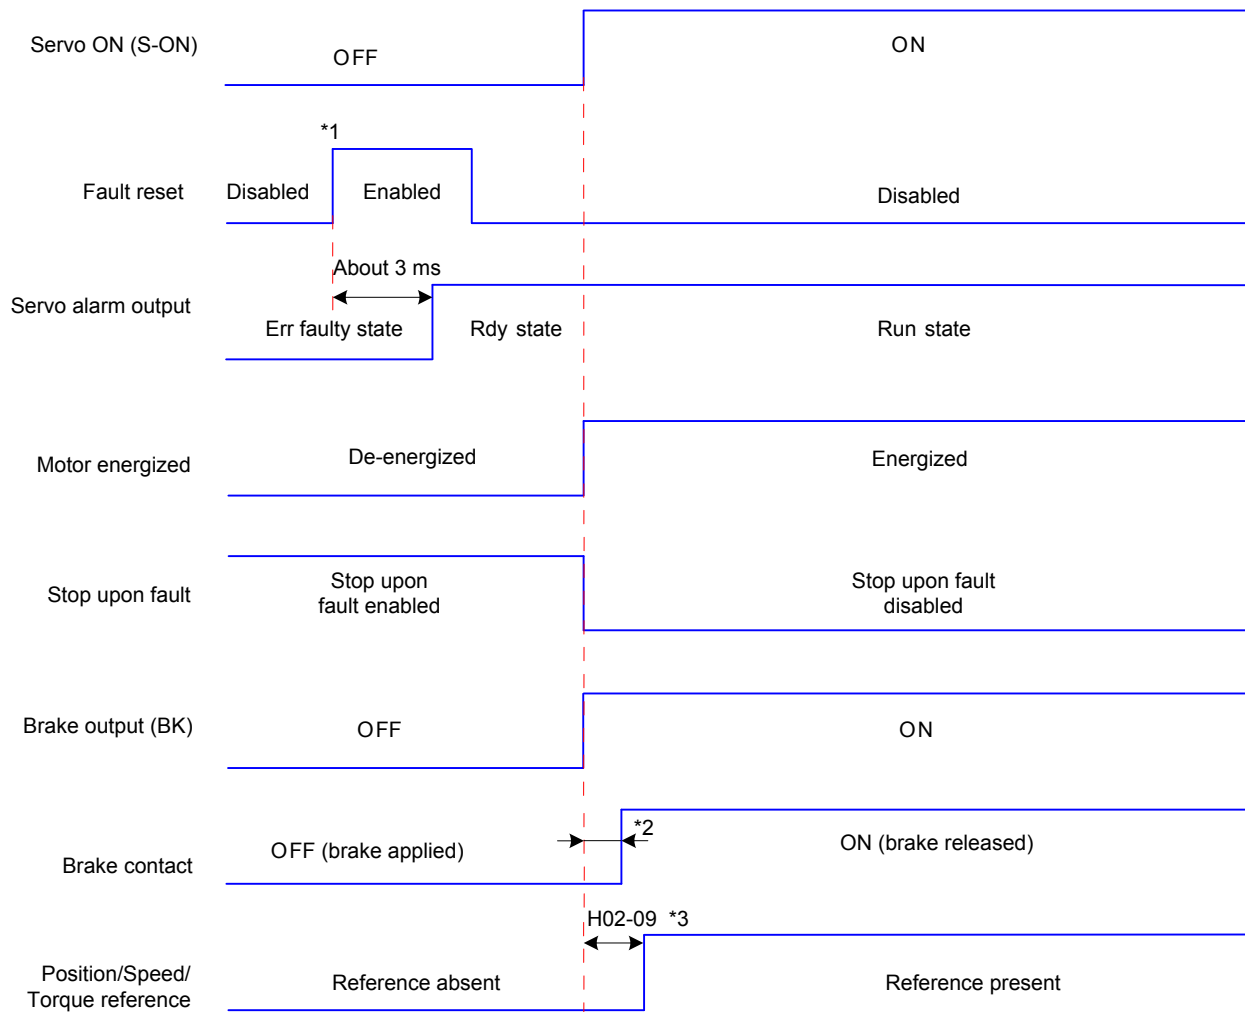 Servo ON (S-ON)
OFF
ON
*1
Fault reset
Disabled
Enabled
Disabled
About 3 ms
Servo alarm output
Err faulty state
Rdy state
Run state
Motor energized
De-energized
Energized
Stop upon fault
Stop upon
fault enabled
Stop upon fault
disabled
Brake output (BK)
OFF
ON
*2
Brake contact
OFF (brake applied)
ON (brake released)
H02-09 *3
Position/Speed/
Torque reference
Reference absent
Reference present